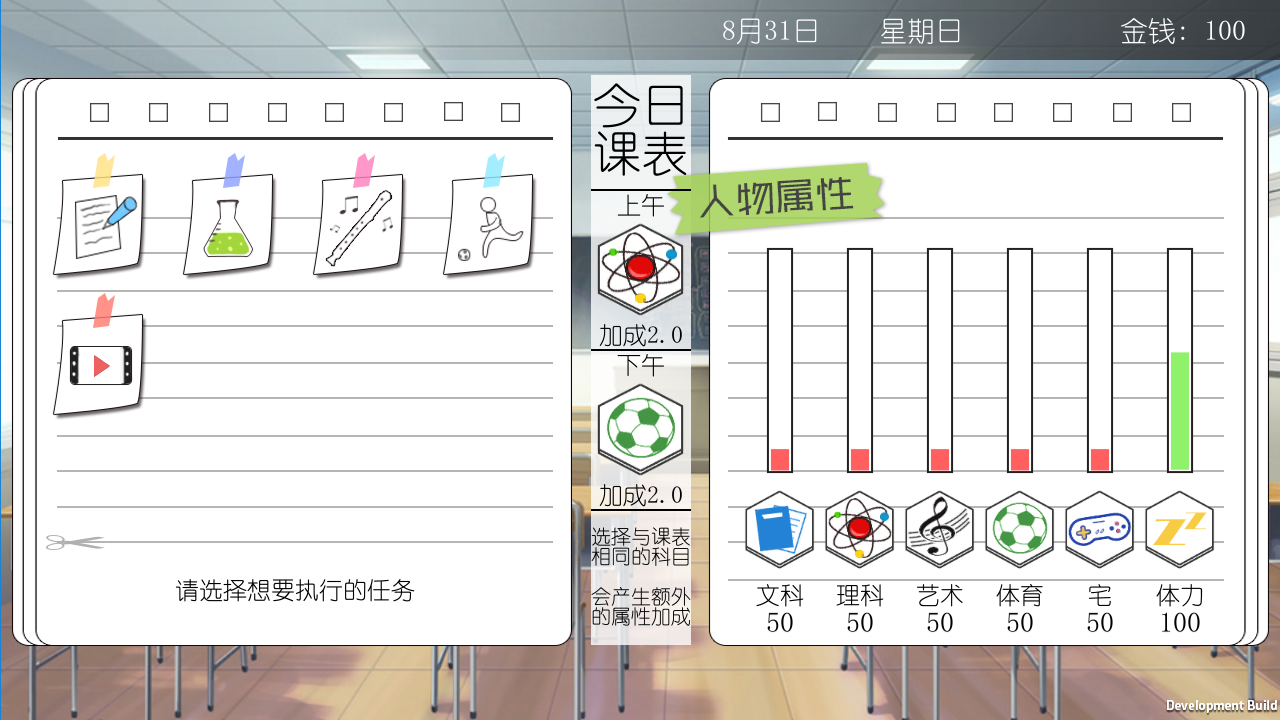 8月31日
星期日
金钱：100
今日
课表
上午
加成2.0
下午
加成2.0
选择与课表
相同的科目
会产生额外
的属性加成
请选择想要执行的任务
人物属性
文科
理科
艺术
体育
宅
体力
50
50
50
50
50
100
Development Build